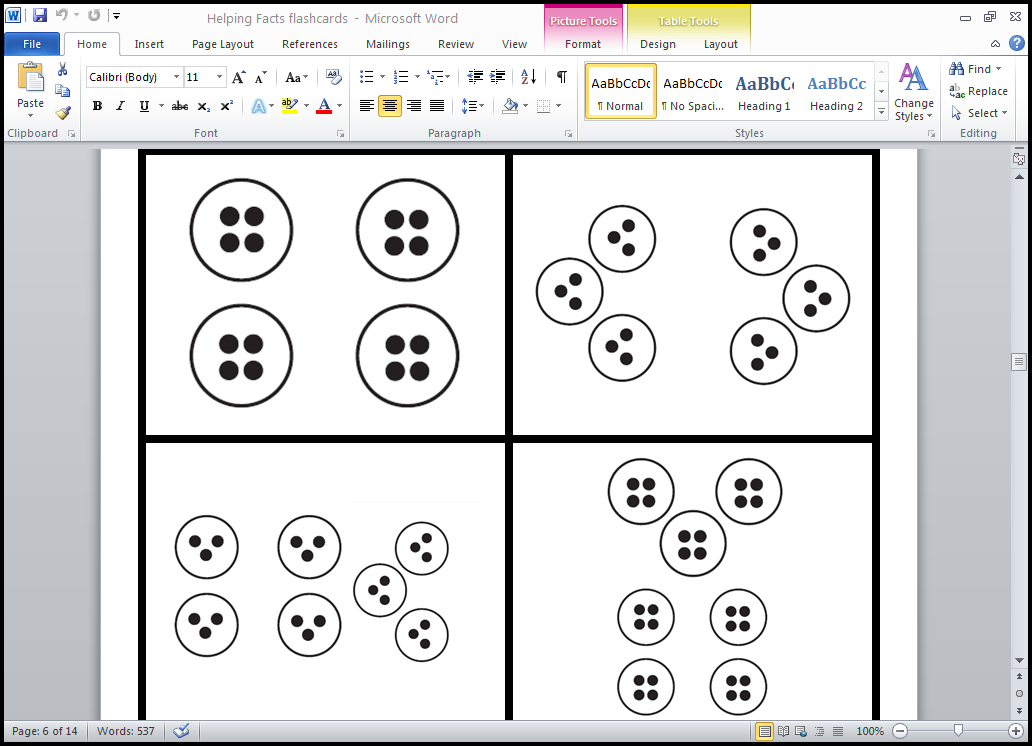 Helping Facts flashcards - Microsoft Word
Picture Tools
Table Tools
File Home Insert Page Layout References Mailings Review View Format Design Layout
Paste
Clipboard
Calibri (Body) 11
Font
Paragraph
AaBbCcDc AaBbCcDc AaBbC AaBbCc
¶ Normal ¶ No Spaci... Heading 1 Heading 2
Styles
Change
Styles
Find
Replace
Select
Editing
Page: 6 of 14 Words: 537 100%